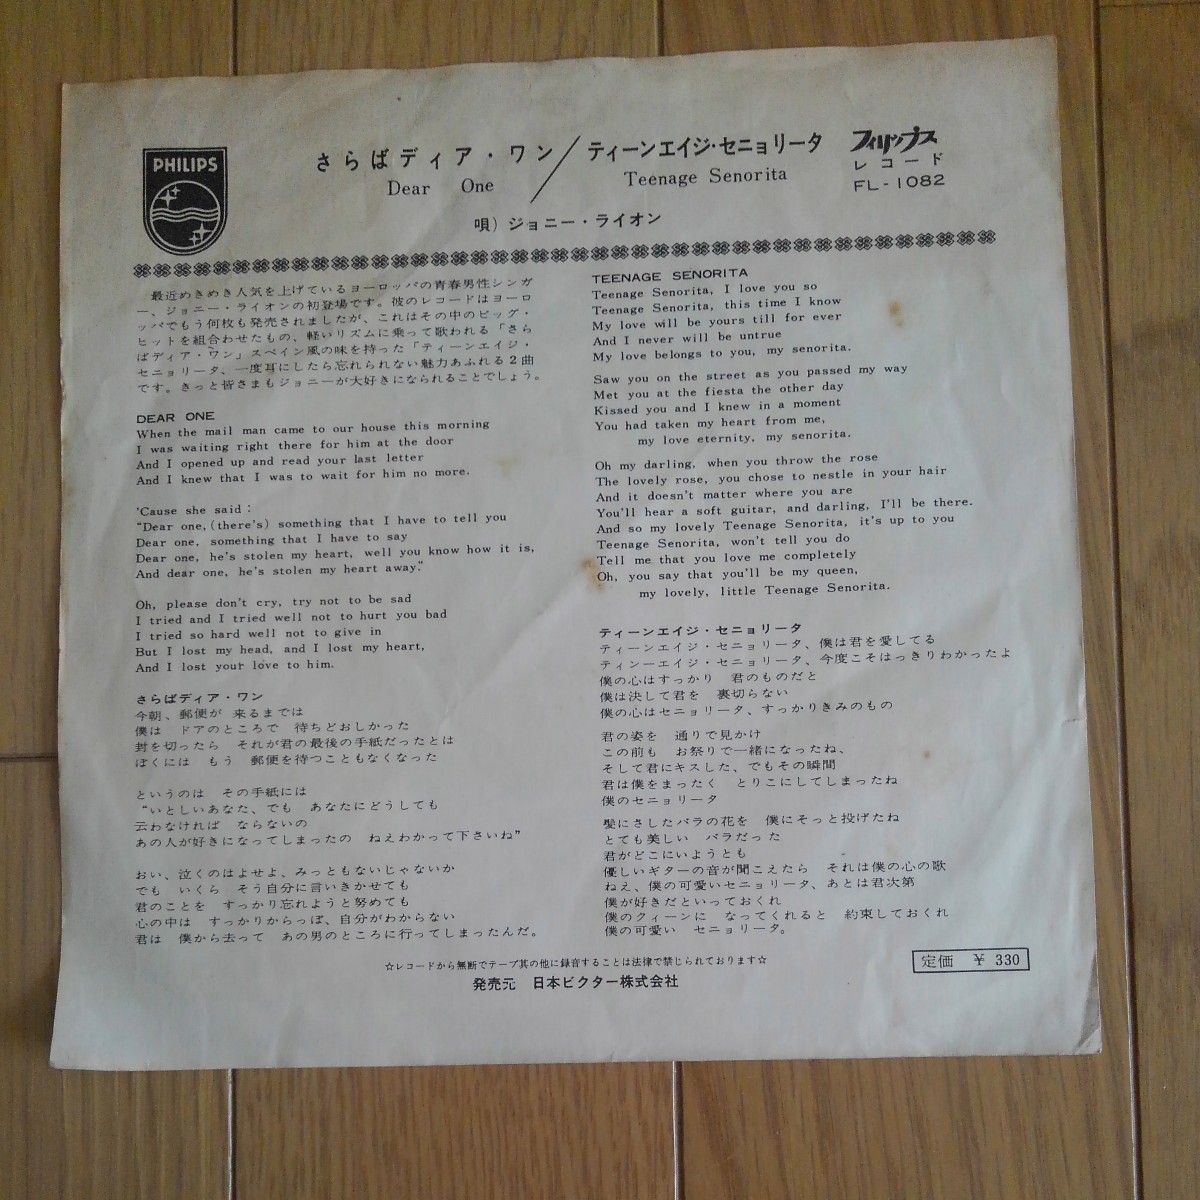 PHILIPS
さらばディア・ワン／ティーンエイジ・セニョリータ
Dear One
Teenage Senorita
フィリップス
レコード
FL-1082
唄）ジョニー・ライオン
最近めきめき人気を上げているヨーロッパの青春男性シンガ
ー、ジョニー・ライオンの初登場です。彼のレコードはヨーロ
ッパでもう何枚も発売されましたが、これはその中のビッグ・
ヒットを組合わせたもの、軽いリズムに乗って歌われる「さら
ばディア・ワン」スペイン風の味を持った「ティーンエイジ・
セニョリータ、一度耳にしたら忘れられない魅力あふれる２曲
です。きっと皆さまもジョニーが大好きになられることでしょう。
DEAR ONE
When the mail man came to our house this morning
I was waiting right there for him at the door
And I opened up and read your last letter
And I knew that I was to wait for him no more.
'Cause she said :
"Dear one, (there's) something that I have to tell you
Dear one, something that I have to say
Dear one, he's stolen my heart, well you know how it is,
And dear one, he's stolen my heart away."
Oh, please don't cry, try not to be sad
I tried and I tried well not to hurt you bad
I tried so hard well not to give in
But I lost my head, and I lost my heart,
And I lost your love to him.
さらばディア・ワン
今朝、郵便が 来るまでは
僕は ドアのところで 待ちどおしかった
封を切ったら それが君の最後の手紙だったとは
ぼくには もう 郵便を待つこともなくなった
というのは その手紙には
“いとしいあなた、でも あなたにどうしても
云わなければ ならないの
あの人が好きになってしまったの ねえわかって下さいね”
おい、泣くのはよせよ、みっともないじゃないか
でも いくら そう自分に言いきかせても
君のことを すっかり忘れようと努めても
心の中は すっかりからっぽ、自分がわからない
君は 僕から去って あの男のところに行ってしまったんだ。
TEENAGE SENORITA
Teenage Senorita, I love you so
Teenage Senorita, this time I know
My love will be yours till for ever
And I never will be untrue
My love belongs to you, my senorita.
Saw you on the street as you passed my way
Met you at the fiesta the other day
Kissed you and I knew in a moment
You had taken my heart from me,
my love eternity, my senorita.
Oh my darling, when you throw the rose
The lovely rose, you chose to nestle in your hair
And it doesn't matter where you are
You'll hear a soft guitar, and darling, I'll be there.
And so my lovely Teenage Senorita, it's up to you
Teenage Senorita, won't tell you do
Tell me that you love me completely
Oh, you say that you'll be my queen,
my lovely, little Teenage Senorita.
ティーンエイジ・セニョリータ
ティーンエイジ・セニョリータ、僕は君を愛してる
ティンーエイジ・セニョリータ、今度こそはっきりわかったよ
僕の心はすっかり 君のものだと
僕は決して君を 裏切らない
僕の心はセニョリータ、すっかりきみのもの
君の姿を 通りで見かけ
この前も お祭りで一緒になったね、
そして君にキスした、でもその瞬間
君は僕をまったく とりこにしてしまったね
僕のセニョリータ
髪にさしたバラの花を 僕にそっと投げたね
とても美しい バラだった
君がどこにいようとも
優しいギターの音が聞こえたら それは僕の心の歌
ねえ、僕の可愛いセニョリータ、あとは君次第
僕が好きだといっておくれ
僕のクィーンに なってくれると 約束しておくれ
僕の可愛い セニョリータ。
☆レコードから無断でテープ其の他に録音することは法律で禁じられております☆
発売元 日本ビクター株式会社
定価 ￥ 330